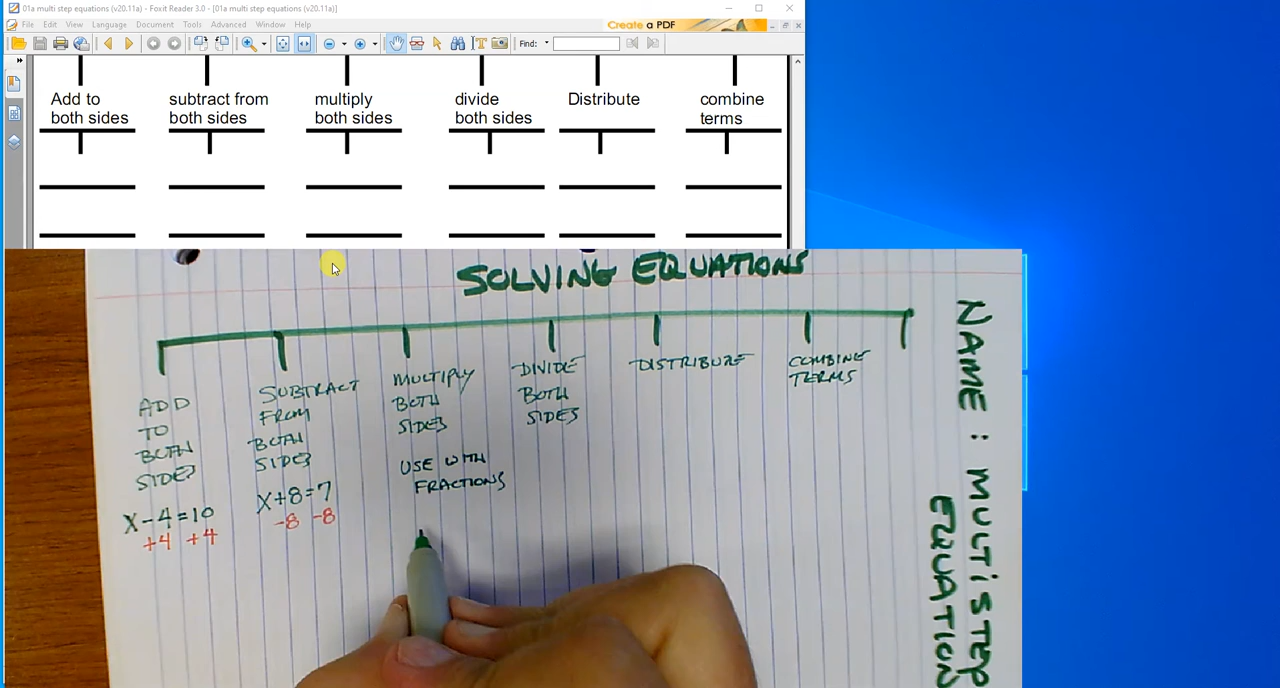 01a multi step equations (v20.11a) - Foxit Reader 3.0 - [01a multi step equations (v20.11a)]
File Edit View Language Document Tools Advanced Window Help
Create a PDF
Find:
Add to
both sides
subtract from
both sides
multiply
both sides
divide
both sides
Distribute
combine
terms
SOLVING EQUATIONS
ADD
TO
BOTH
SIDES
X-4=10
+4 +4
SUBTRACT
FROM
BOTH
SIDES
X+8=7
-8 -8
MULTIPLY
BOTH
SIDES
USE WITH
FRACTIONS
DIVIDE
BOTH
SIDES
DISTRIBUTE
COMBINE
TERMS
NAME: MULTISTEP
EQUATION